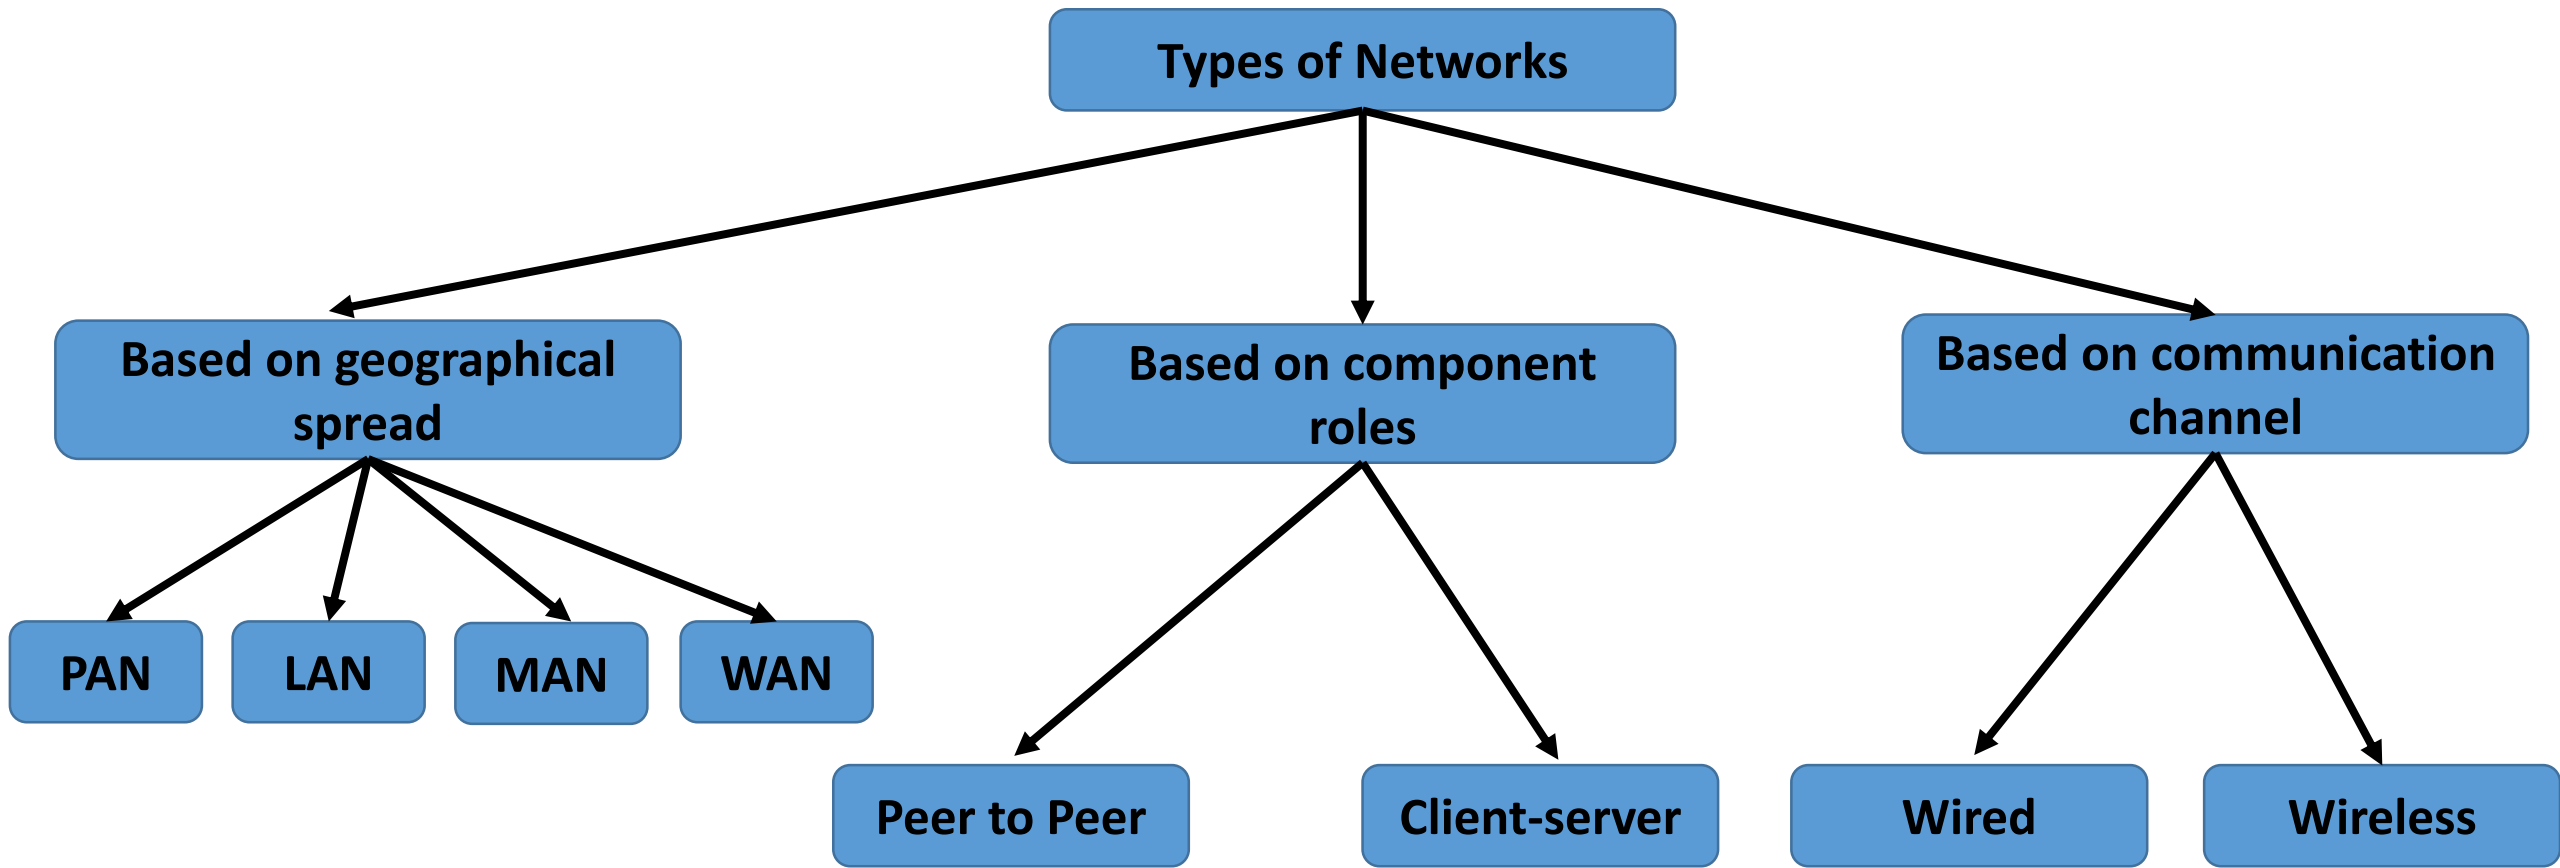 Types of Networks
Based on geographical
spread
Based on component
roles
Based on communication
channel
PAN
LAN
MAN
WAN
Peer to Peer
Client-server
Wired
Wireless